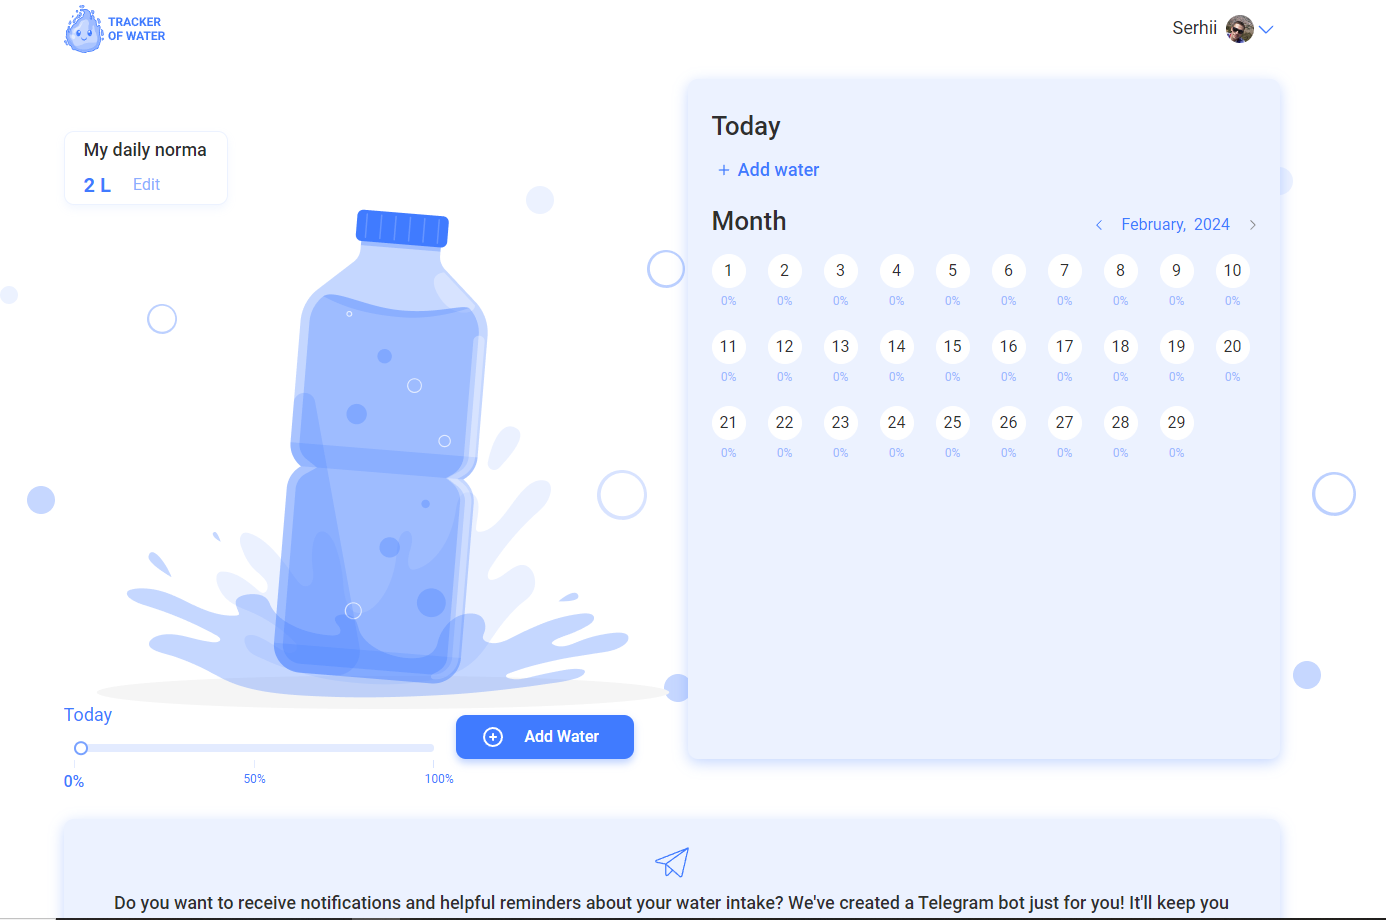 TRACKER
OF WATER
Serhii
My daily norma
2 L Edit
Today
+ Add water
Month
February, 2024
1 2 3 4 5 6 7 8 9 10
0% 0% 0% 0% 0% 0% 0% 0% 0% 0%
11 12 13 14 15 16 17 18 19 20
0% 0% 0% 0% 0% 0% 0% 0% 0% 0%
21 22 23 24 25 26 27 28 29
0% 0% 0% 0% 0% 0% 0% 0% 0%
Today
0% 50% 100%
Add Water
Do you want to receive notifications and helpful reminders about your water intake? We've created a Telegram bot just for you! It'll keep you